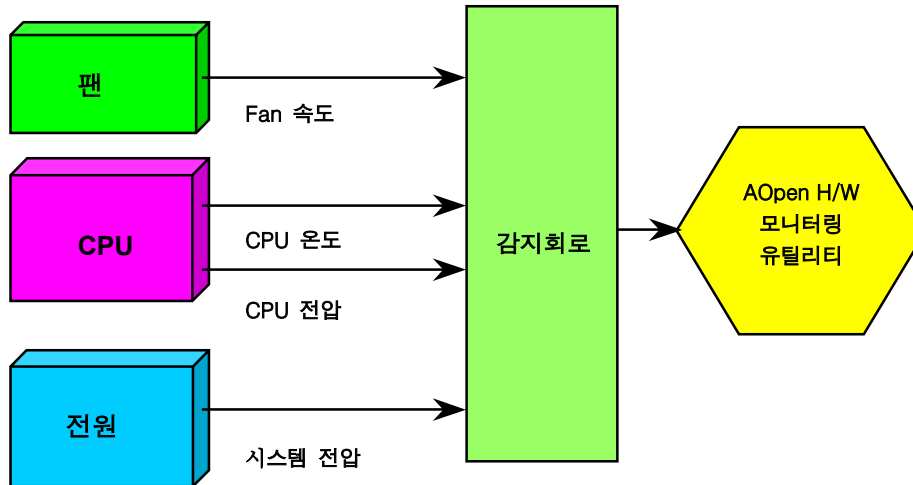 팬
Fan 속도
CPU
CPU 온도
CPU 전압
전원
시스템 전압
감지회로
AOpen H/W
모니터링
유틸리티